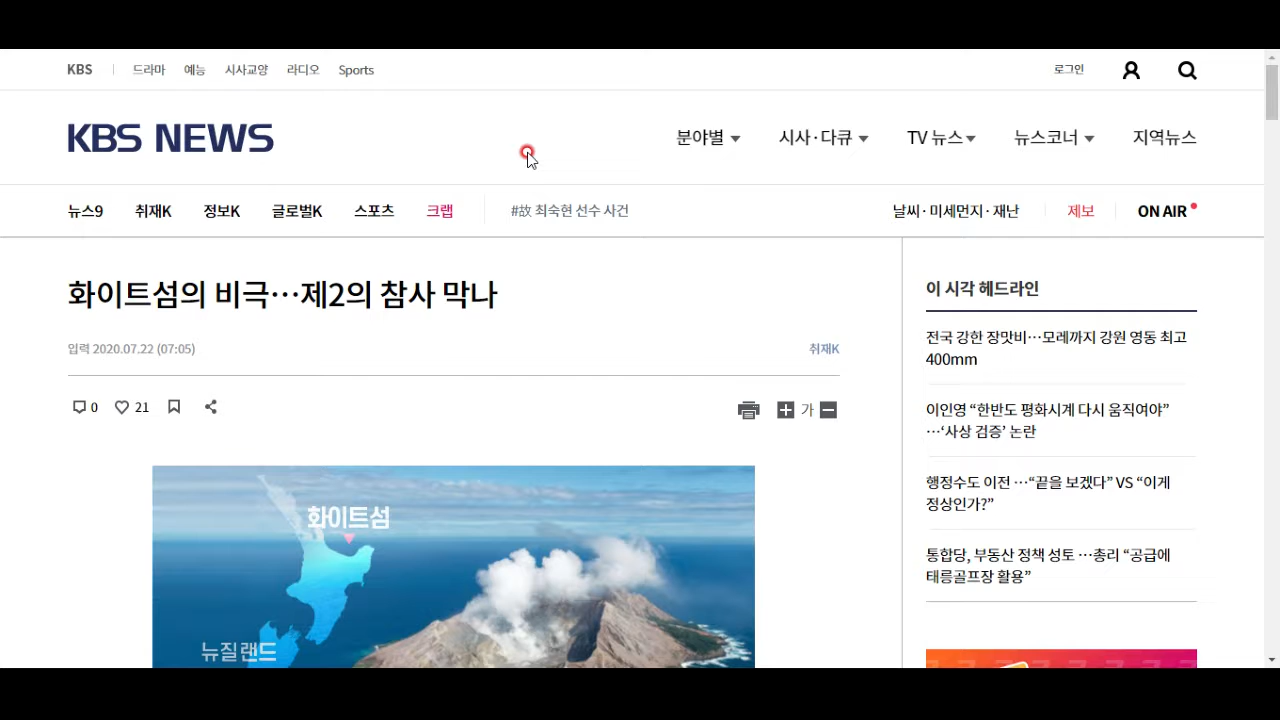 KBS 드라마 예능 시사교양 라디오 Sports 로그인
KBS NEWS 분야별 시사·다큐 TV 뉴스 뉴스코너 지역뉴스
뉴스9 취재K 정보K 글로벌K 스포츠 크랩 #故 최숙현 선수 사건 날씨·미세먼지·재난 제보 ON AIR
화이트섬의 비극…제2의 참사 막나
입력 2020.07.22 (07:05) 취재K
0 21 가
화이트섬
뉴질랜드
이 시각 헤드라인
전국 강한 장맛비…모레까지 강원 영동 최고
400mm
이인영 “한반도 평화시계 다시 움직여야”
…‘사상 검증’ 논란
행정수도 이전 …“끝을 보겠다” VS “이게
정상인가?”
통합당, 부동산 정책 성토 …총리 “공급에
태릉골프장 활용”